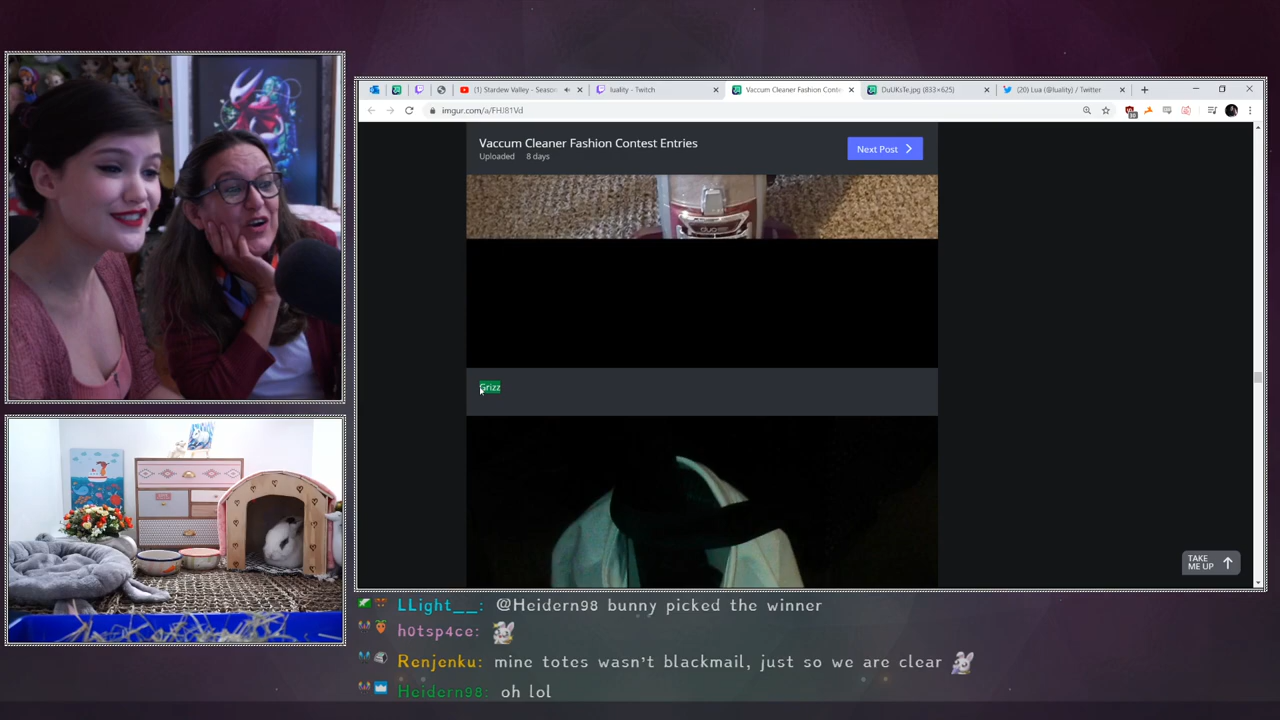 (1) Stardew Valley - Season
luality - Twitch
Vaccum Cleaner Fashion Conte
DuUKsTe.jpg (833×625)
(20) Lua (@luality) / Twitter
imgur.com/a/FHJ81Vd
Vaccum Cleaner Fashion Contest Entries
Uploaded 8 days
Next Post
Grizz
TAKE
ME UP
LLight__: @Heidern98 bunny picked the winner
h0tsp4ce:
Renjenku: mine totes wasn't blackmail, just so we are clear
Heidern98: oh lol